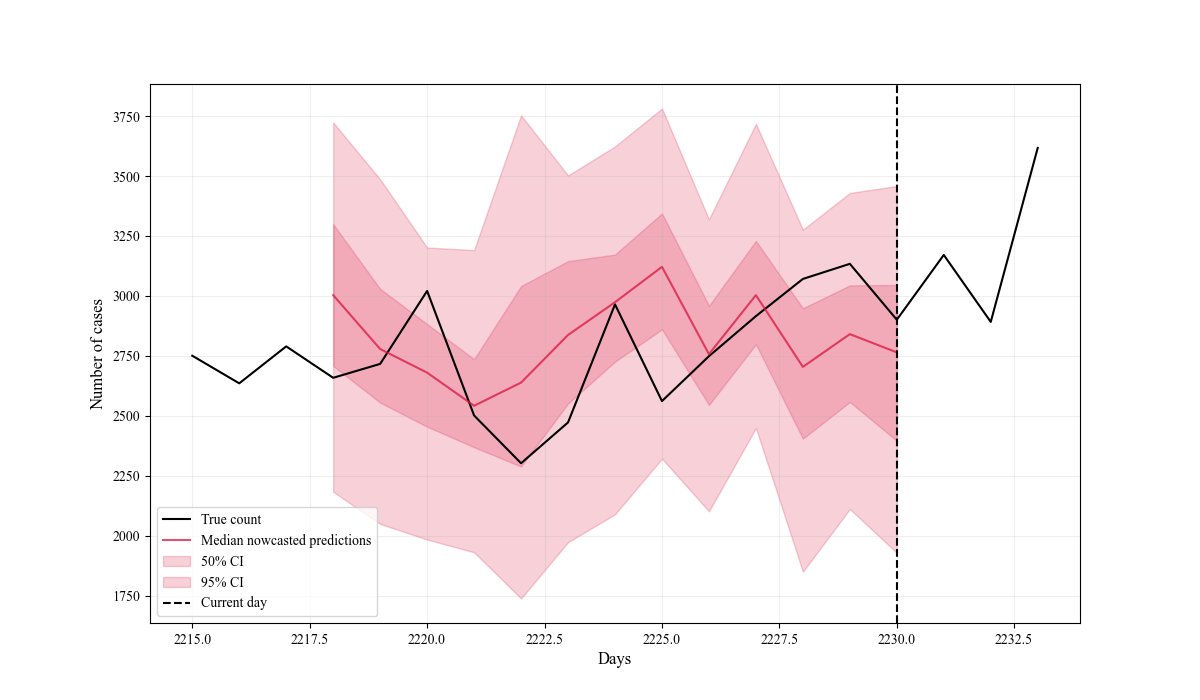 3750
3500
3250
3000
2750
2500
2250
2000
1750
Number of cases
True count
Median nowcasted predictions
50% CI
95% CI
Current day
2215.0 2217.5 2220.0 2222.5 2225.0 2227.5 2230.0 2232.5
Days